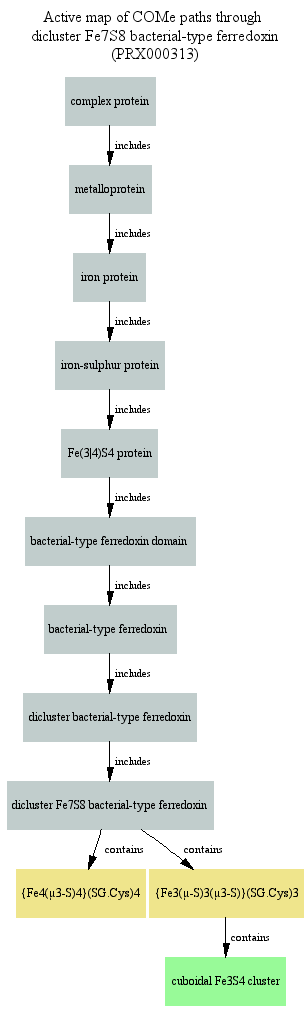 Active map of COMe paths through
dicluster Fe7S8 bacterial-type ferredoxin
(PRX000313)
complex protein
includes
metalloprotein
includes
iron protein
includes
iron-sulphur protein
includes
Fe(3|4)S4 protein
includes
bacterial-type ferredoxin domain
includes
bacterial-type ferredoxin
includes
dicluster bacterial-type ferredoxin
includes
dicluster Fe7S8 bacterial-type ferredoxin
contains
contains
{Fe4(μ3-S)4}(SG.Cys)4
{Fe3(μ-S)3(μ3-S)}(SG.Cys)3
contains
cuboidal Fe3S4 cluster